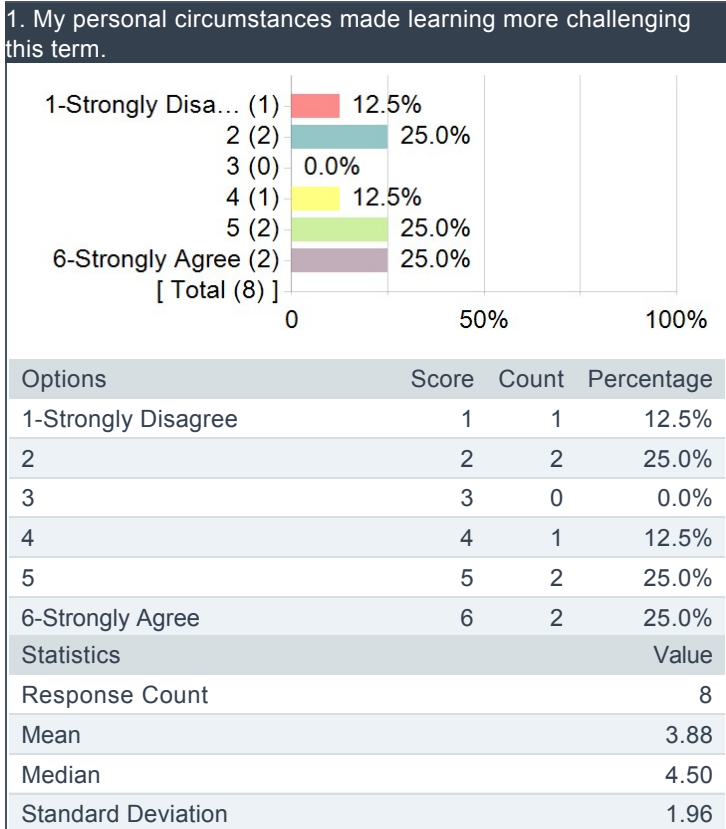 1. My personal circumstances made learning more challenging
this term.
1-Strongly Disa... (1) 12.5%
2 (2) 25.0%
3 (0) 0.0%
4 (1) 12.5%
5 (2) 25.0%
6-Strongly Agree (2) 25.0%
[ Total (8) ]
0 50% 100%
Options Score Count Percentage
1-Strongly Disagree 1 1 12.5%
2 2 2 25.0%
3 3 0 0.0%
4 4 1 12.5%
5 5 2 25.0%
6-Strongly Agree 6 2 25.0%
Statistics Value
Response Count 8
Mean 3.88
Median 4.50
Standard Deviation 1.96